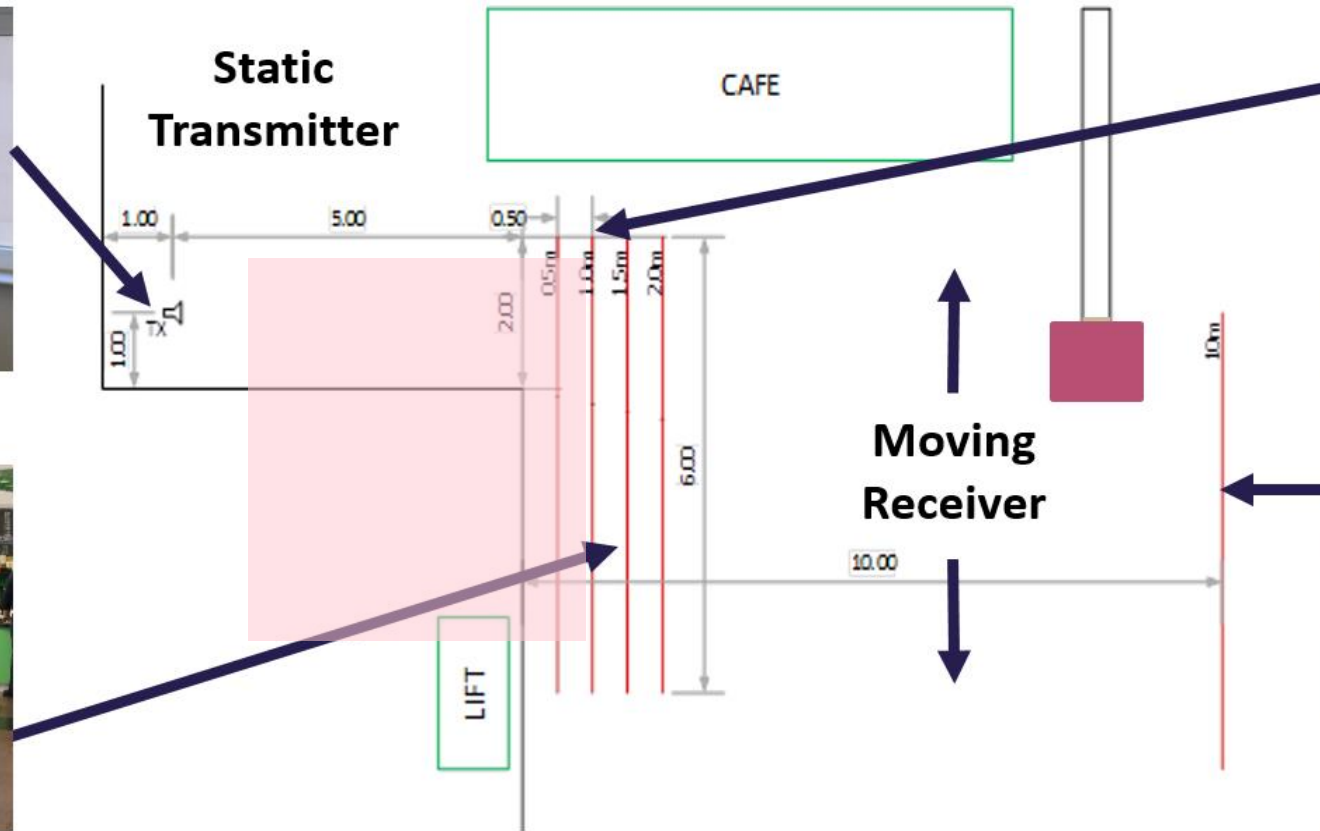 Static
Transmitter
CAFE
1.00
5.00
0.50
0.5m
1.0m
1.5m
2.0m
2.00
TX
1.00
10m
6.00
Moving
Receiver
10.00
LIFT